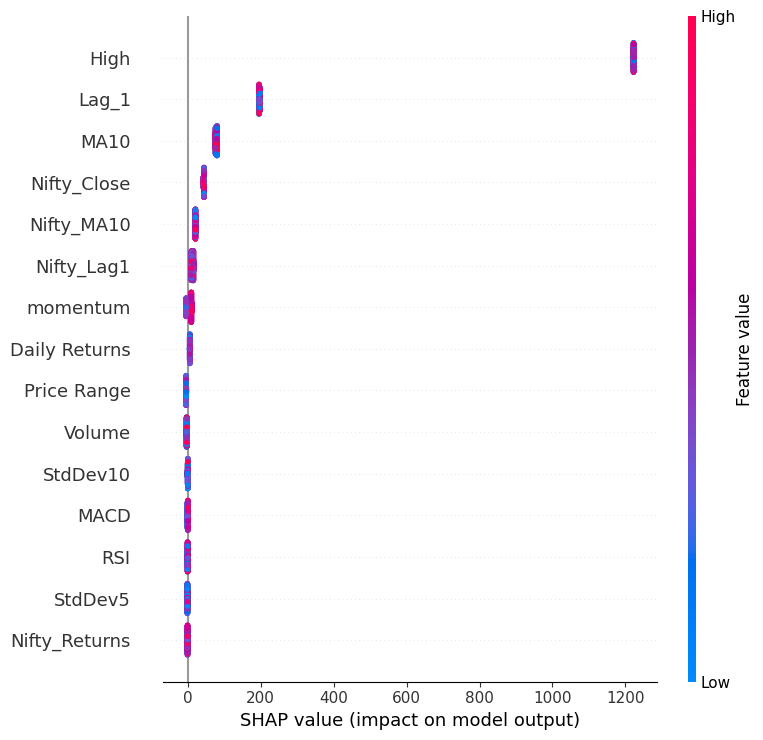 High
High
Lag_1
MA10
Nifty_Close
Nifty_MA10
Nifty_Lag1
momentum
Daily Returns
Price Range
Volume
StdDev10
MACD
RSI
StdDev5
Nifty_Returns
Feature value
Low
0 200 400 600 800 1000 1200
SHAP value (impact on model output)